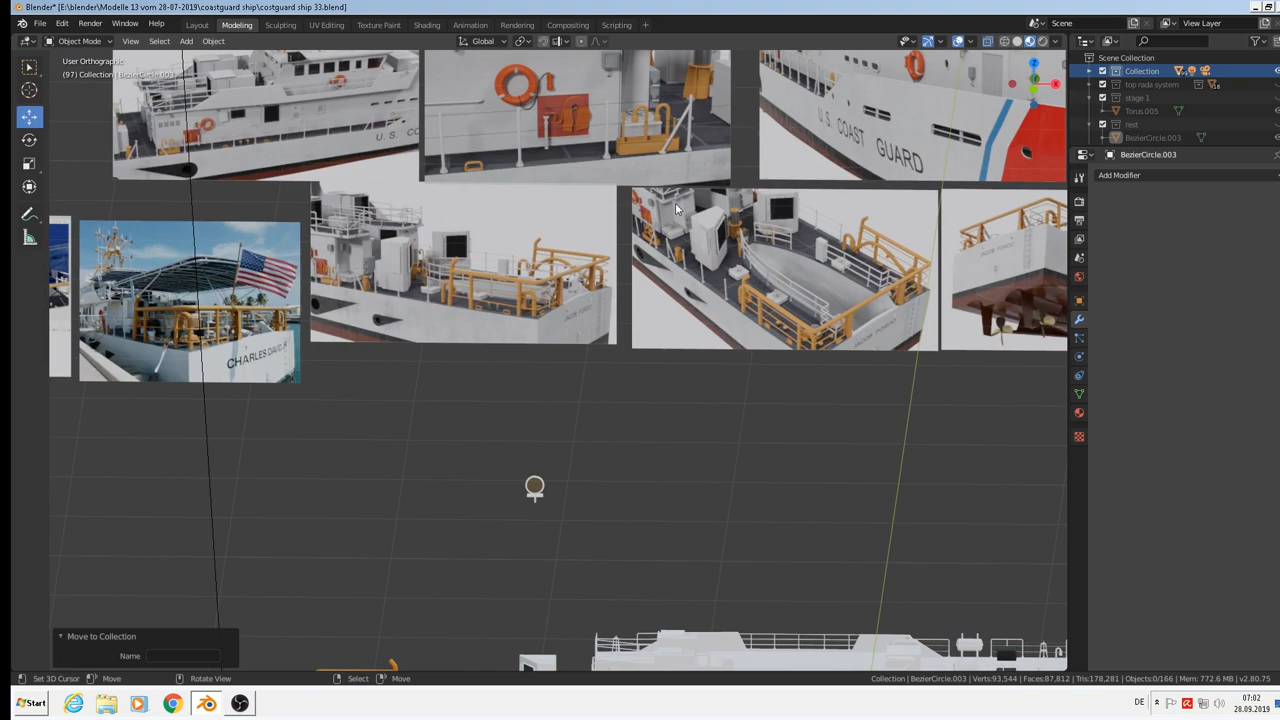 Blender* [E:\blender\Modelle 13 vom 28-07-2019\coastguard ship\costguard ship 33.blend]
File Edit Render Window Help Layout Modeling Sculpting UV Editing Texture Paint Shading Animation Rendering Compositing Scripting + Scene View Layer
Object Mode View Select Add Object Global
User Orthographic
(97) Collection | BezierCircle.003
Z
X
Scene Collection
Collection
top rada system 18
stage 1
Torus.005
rest
BezierCircle.003
BezierCircle.003
Add Modifier
U.S. CO
U.S. COAST GUARD
CHARLES DAVID
Move to Collection
Name
Set 3D Cursor Move Rotate View Select Move Collection | BezierCircle.003 | Verts:93,544 | Faces:87,812 | Tris:178,281 | Objects:0/166 | Mem: 772.6 MB | v2.80.75
Start DE 07:02
28.09.2019